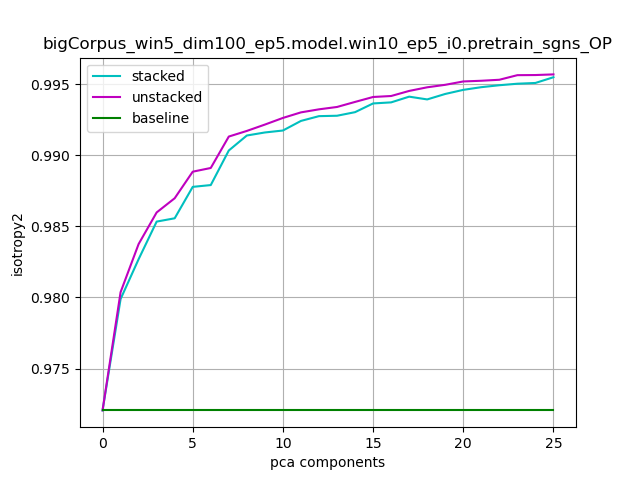 bigCorpus_win5_dim100_ep5.model.win10_ep5_i0.pretrain_sgns_OP
stacked
unstacked
baseline
0.995
0.990
0.985
0.980
0.975
isotropy2
0 5 10 15 20 25
pca components